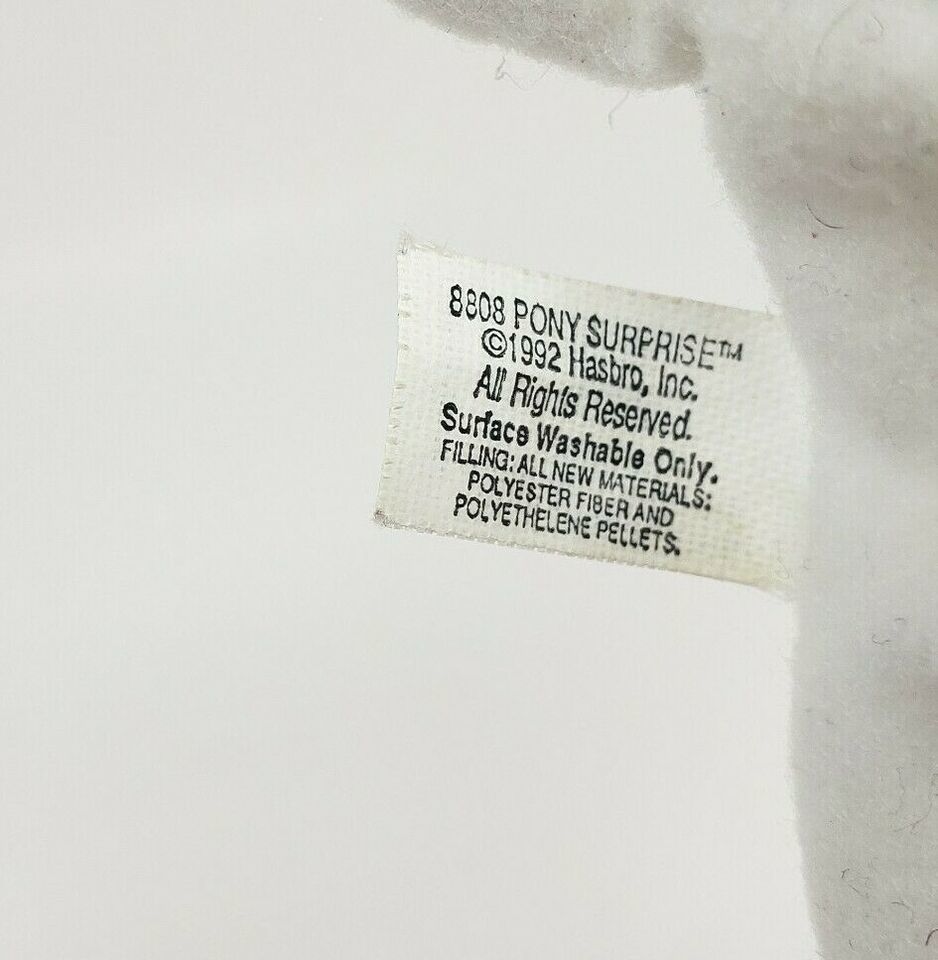 8808 PONY SURPRISE™
©1992 Hasbro, Inc.
All Rights Reserved.
Surface Washable Only.
FILLING: ALL NEW MATERIALS:
POLYESTER FIBER AND
POLYETHELENE PELLETS.